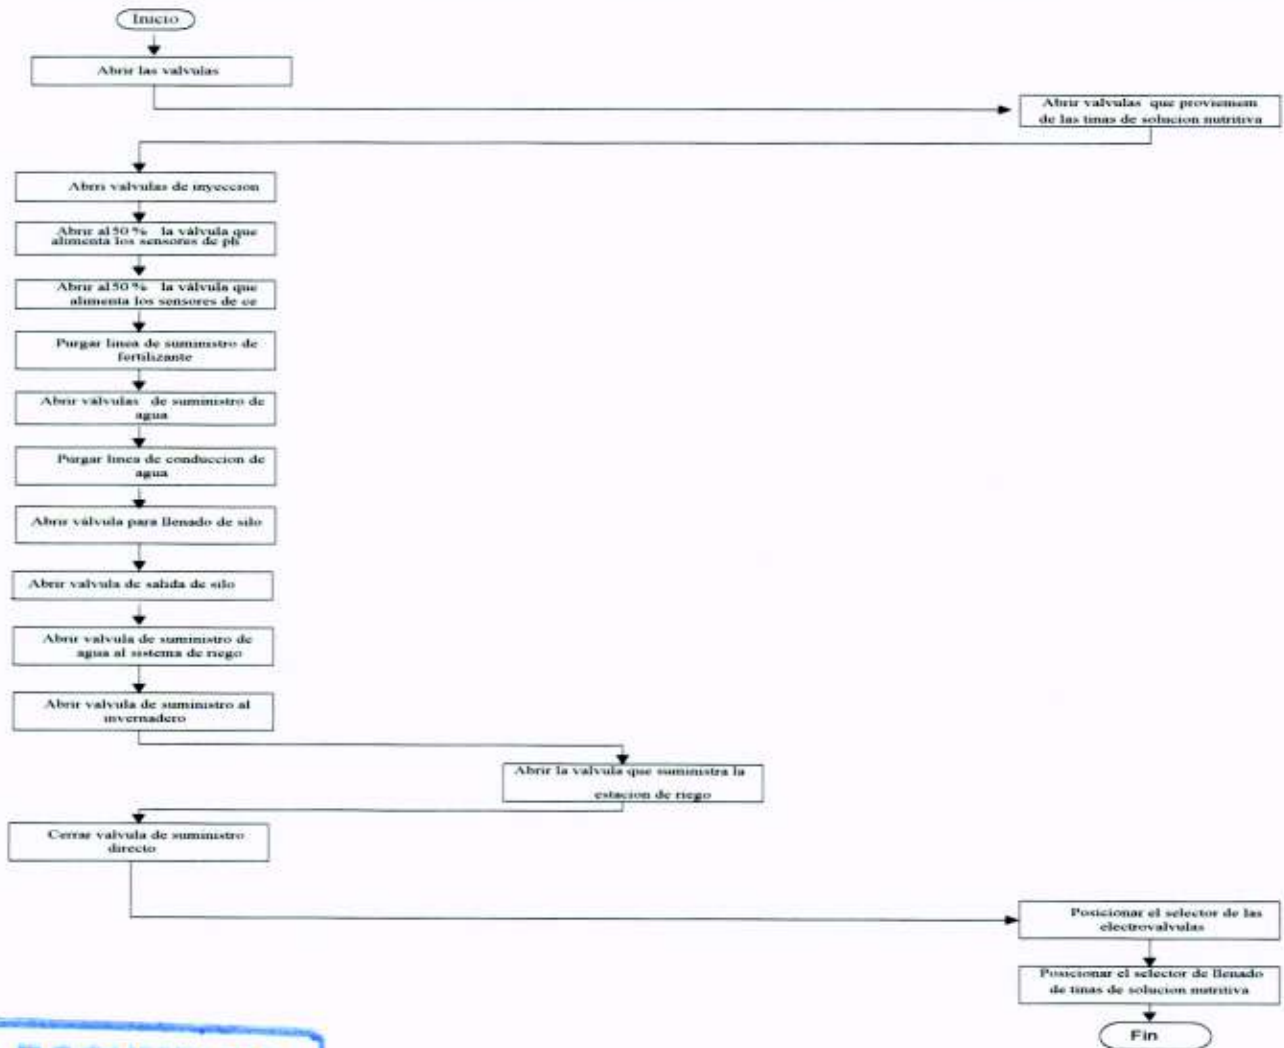 Inicio
Abrir las valvulas
Abrir valvulas que proviemem
de las tinas de solucion nutritiva
Abrri valvulas de inyeccion
Abrir al 50 % la válvula que
alimenta los sensores de ph
Abrir al 50 % la válvula que
alimenta los sensores de ce
Purgar linea de suministro de
fertilizante
Abrir válvulas de suministro de
agua
Purgar linea de conduccion de
agua
Abrir válvula para llenado de silo
Abrir valvula de salida de silo
Abrir valvula de suministro de
agua al sistema de riego
Abrir valvula de suministro al
invernadero
Abrir la valvula que suministra la
estacion de riego
Cerrar valvula de suministro
directo
Posicionar el selector de las
electrovalvulas
Posicionar el selector de llenado
de tinas de solucion nutritiva
Fin